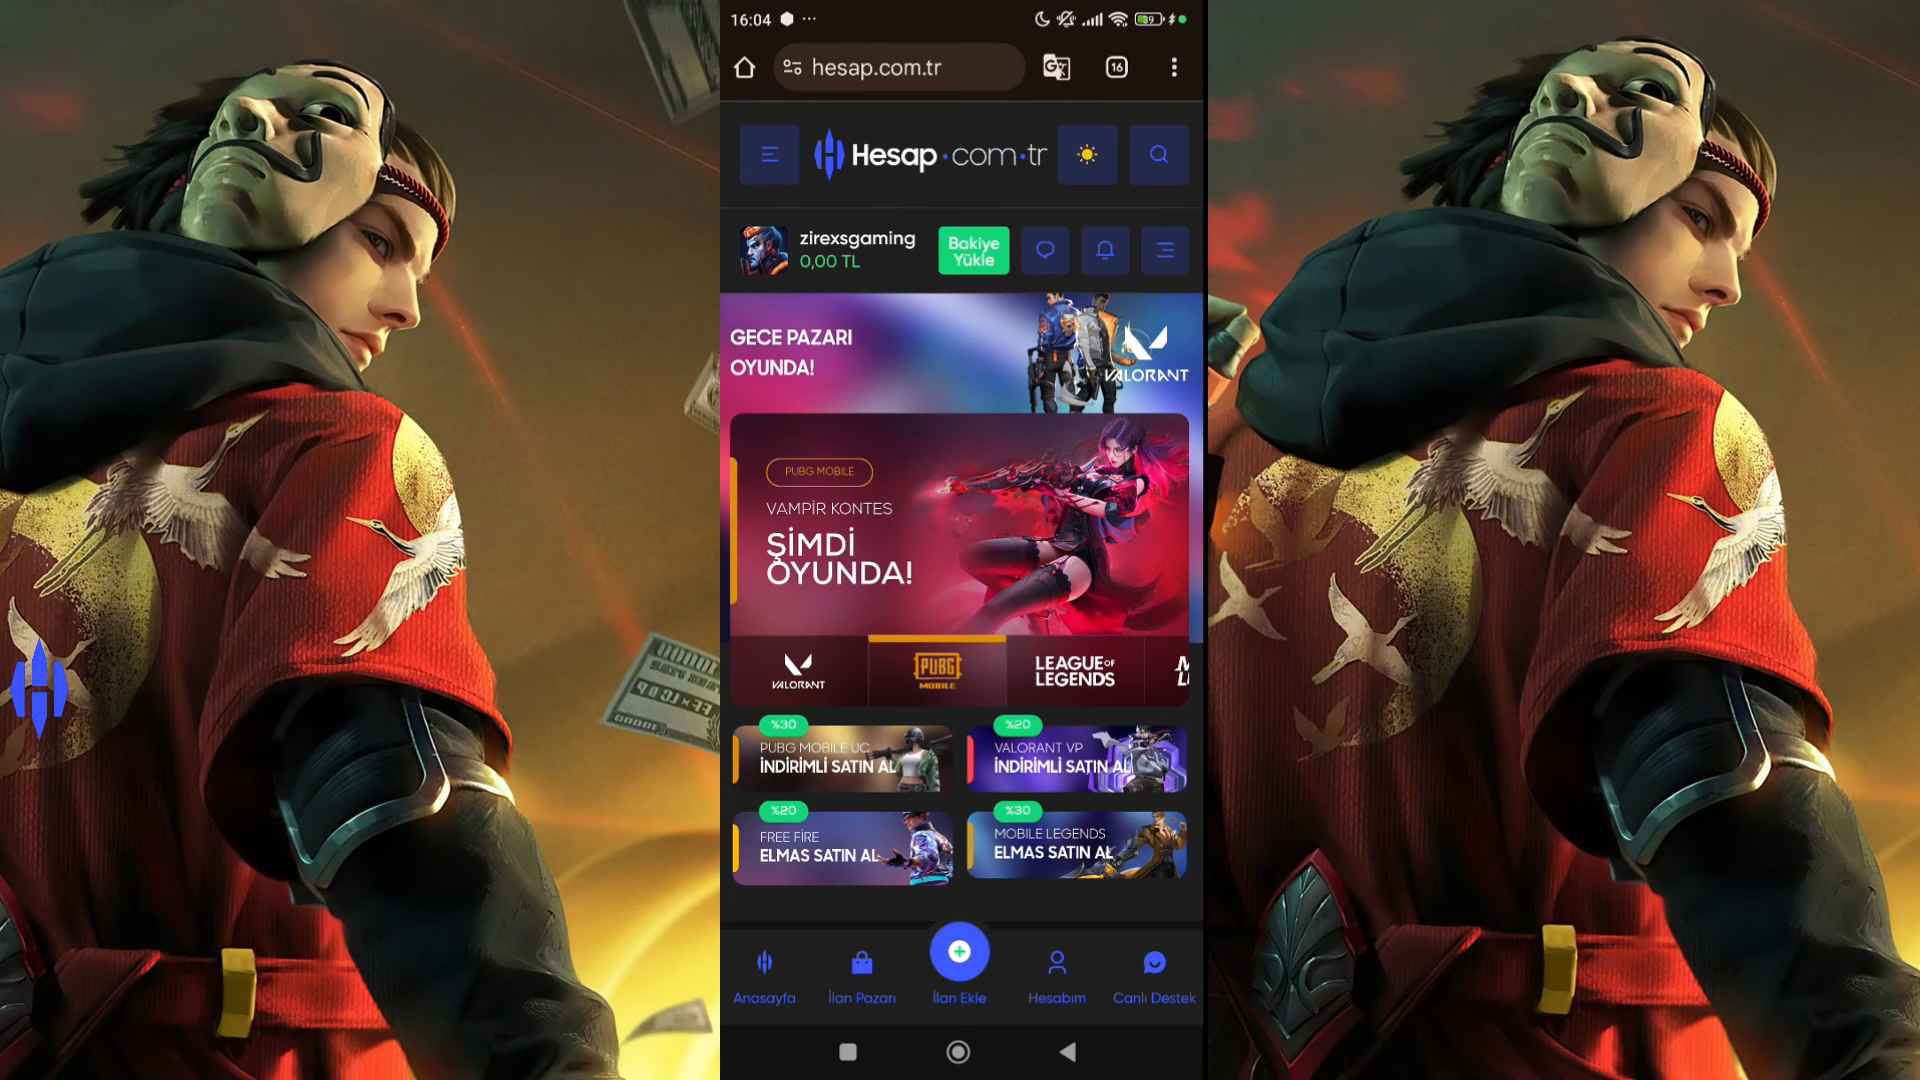 16:04
39
hesap.com.tr
16
Hesap•com•tr
zirexsgaming
0,00 TL
Bakiye
Yükle
GECE PAZARI
OYUNDA!
VALORANT
PUBG MOBILE
VAMPİR KONTES
ŞİMDİ
OYUNDA!
VALORANT
PUBG
MOBILE
LEAGUE OF
LEGENDS
%30
PUBG MOBILE UC
İNDİRİMLİ SATIN AL
%20
VALORANT VP
İNDİRİMLİ SATIN AL
%20
FREE FİRE
ELMAS SATIN AL
%30
MOBILE LEGENDS
ELMAS SATIN AL
Anasayfa
İlan Pazarı
İlan Ekle
Hesabım
Canlı Destek